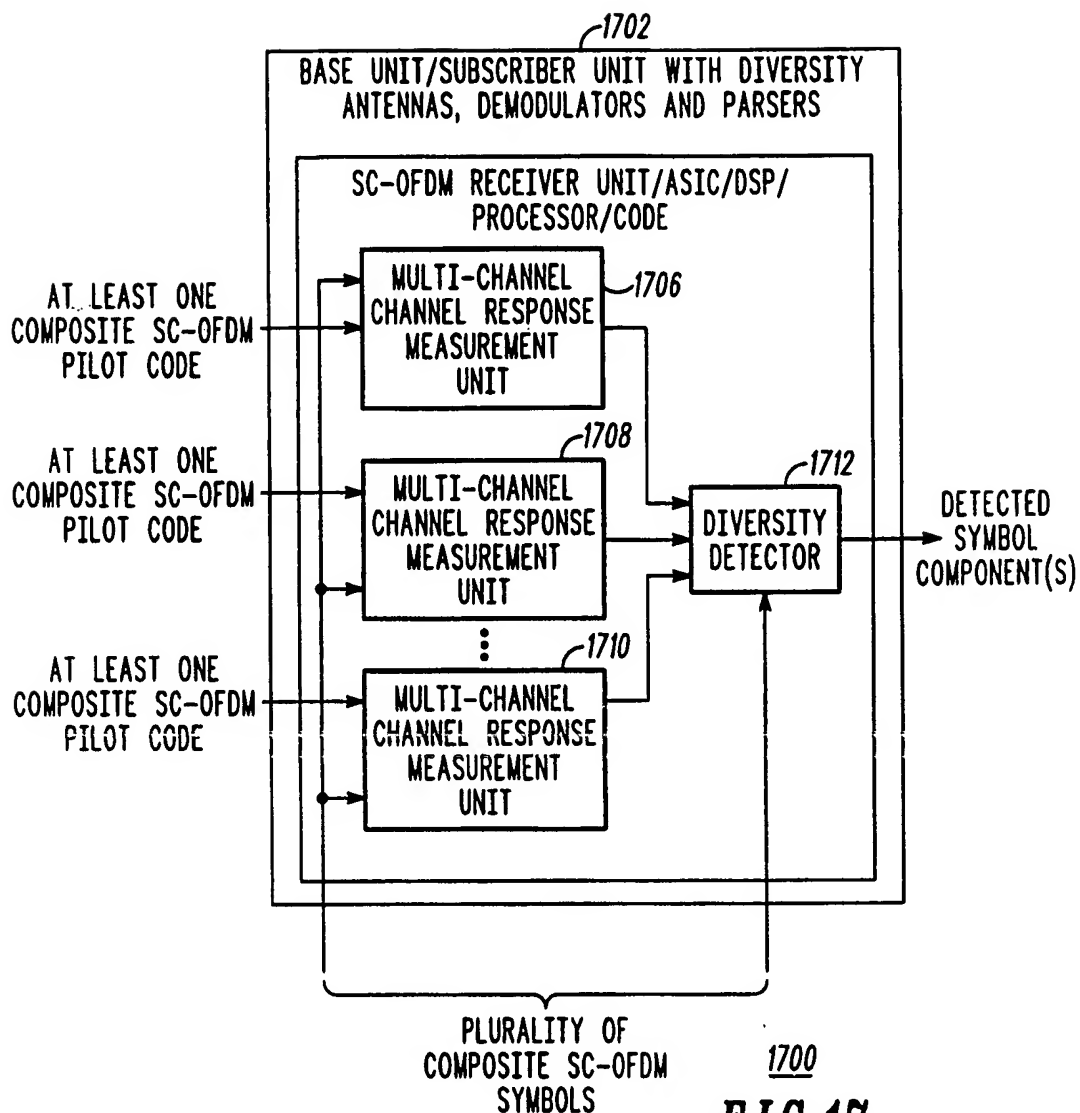 1702
BASE UNIT/SUBSCRIBER UNIT WITH DIVERSITY
ANTENNAS, DEMODULATORS AND PARSERS
SC-OFDM RECEIVER UNIT/ASIC/DSP/
PROCESSOR/CODE
AT LEAST ONE
COMPOSITE SC-OFDM
PILOT CODE
MULTI-CHANNEL
CHANNEL RESPONSE
MEASUREMENT
UNIT
1706
AT LEAST ONE
COMPOSITE SC-OFDM
PILOT CODE
1708
MULTI-CHANNEL
CHANNEL RESPONSE
MEASUREMENT
UNIT
1712
DIVERSITY
DETECTOR
DETECTED
SYMBOL
COMPONENT(S)
AT LEAST ONE
COMPOSITE SC-OFDM
PILOT CODE
1710
MULTI-CHANNEL
CHANNEL RESPONSE
MEASUREMENT
UNIT
PLURALITY OF
COMPOSITE SC-OFDM
SYMBOLS
1700
FIG.17